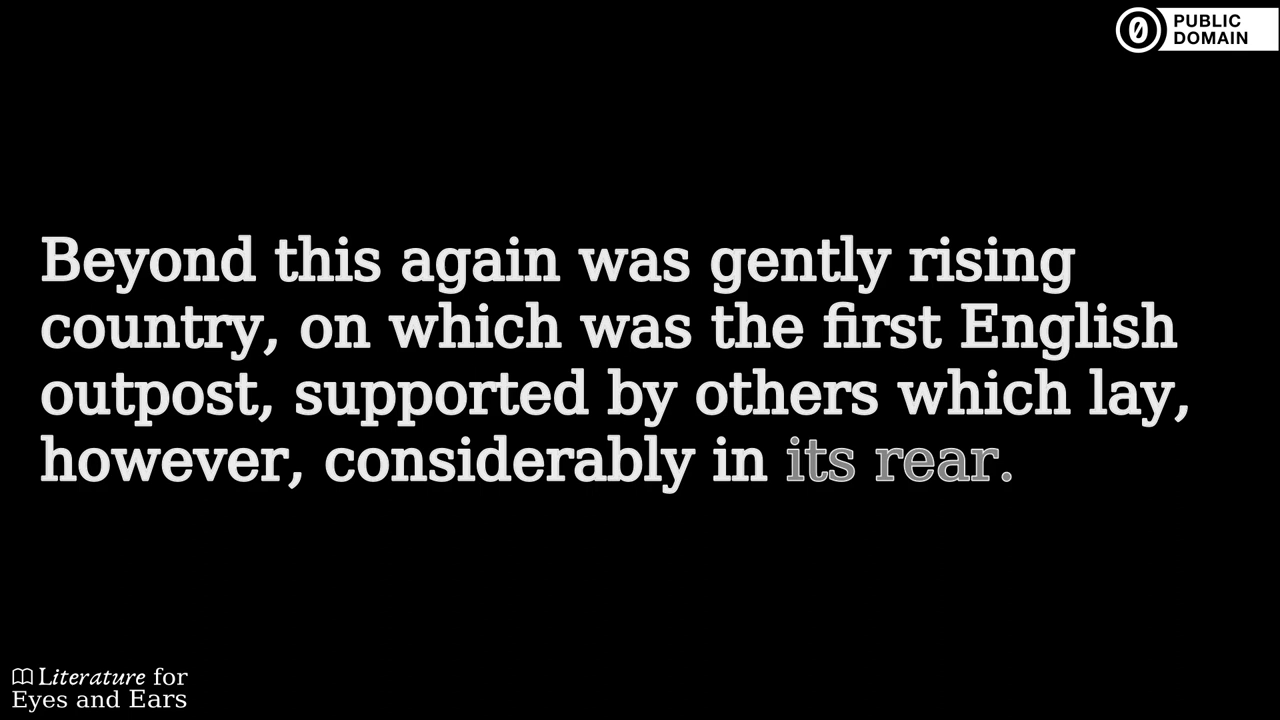 PUBLIC
DOMAIN
Beyond this again was gently rising
country, on which was the first English
outpost, supported by others which lay,
however, considerably in its rear.
Literature for
Eyes and Ears